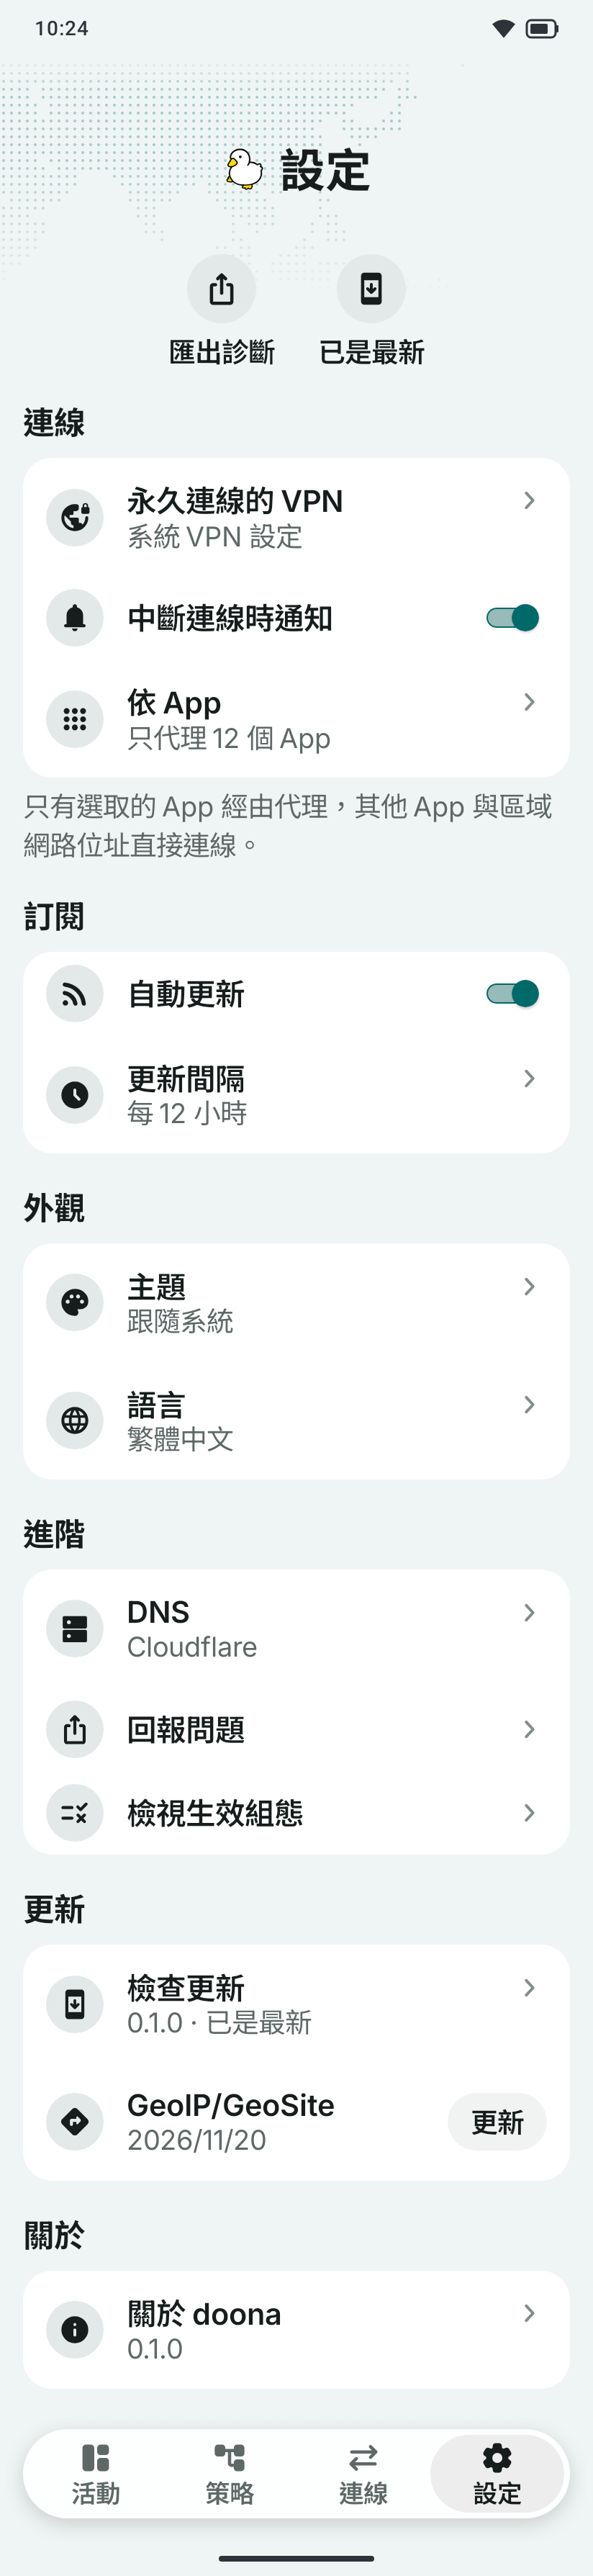 10:24
設定
匯出診斷
已是最新
連線
永久連線的 VPN
系統 VPN 設定
中斷連線時通知
依 App
只代理 12 個 App
只有選取的 App 經由代理，其他 App 與區域
網路位址直接連線。
訂閱
自動更新
更新間隔
每 12 小時
外觀
主題
跟隨系統
語言
繁體中文
進階
DNS
Cloudflare
回報問題
檢視生效組態
更新
檢查更新
0.1.0 · 已是最新
GeoIP/GeoSite
2026/11/20
更新
關於
關於 doona
0.1.0
活動
策略
連線
設定